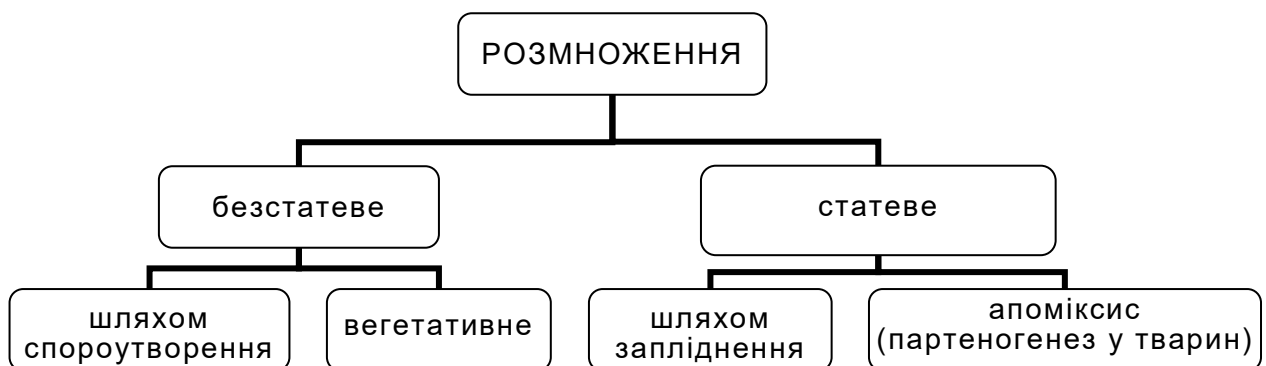 РОЗМНОЖЕННЯ
безстатеве
статеве
шляхом
спороутворення
вегетативне
шляхом
запліднення
апоміксис
(партеногенез у тварин)